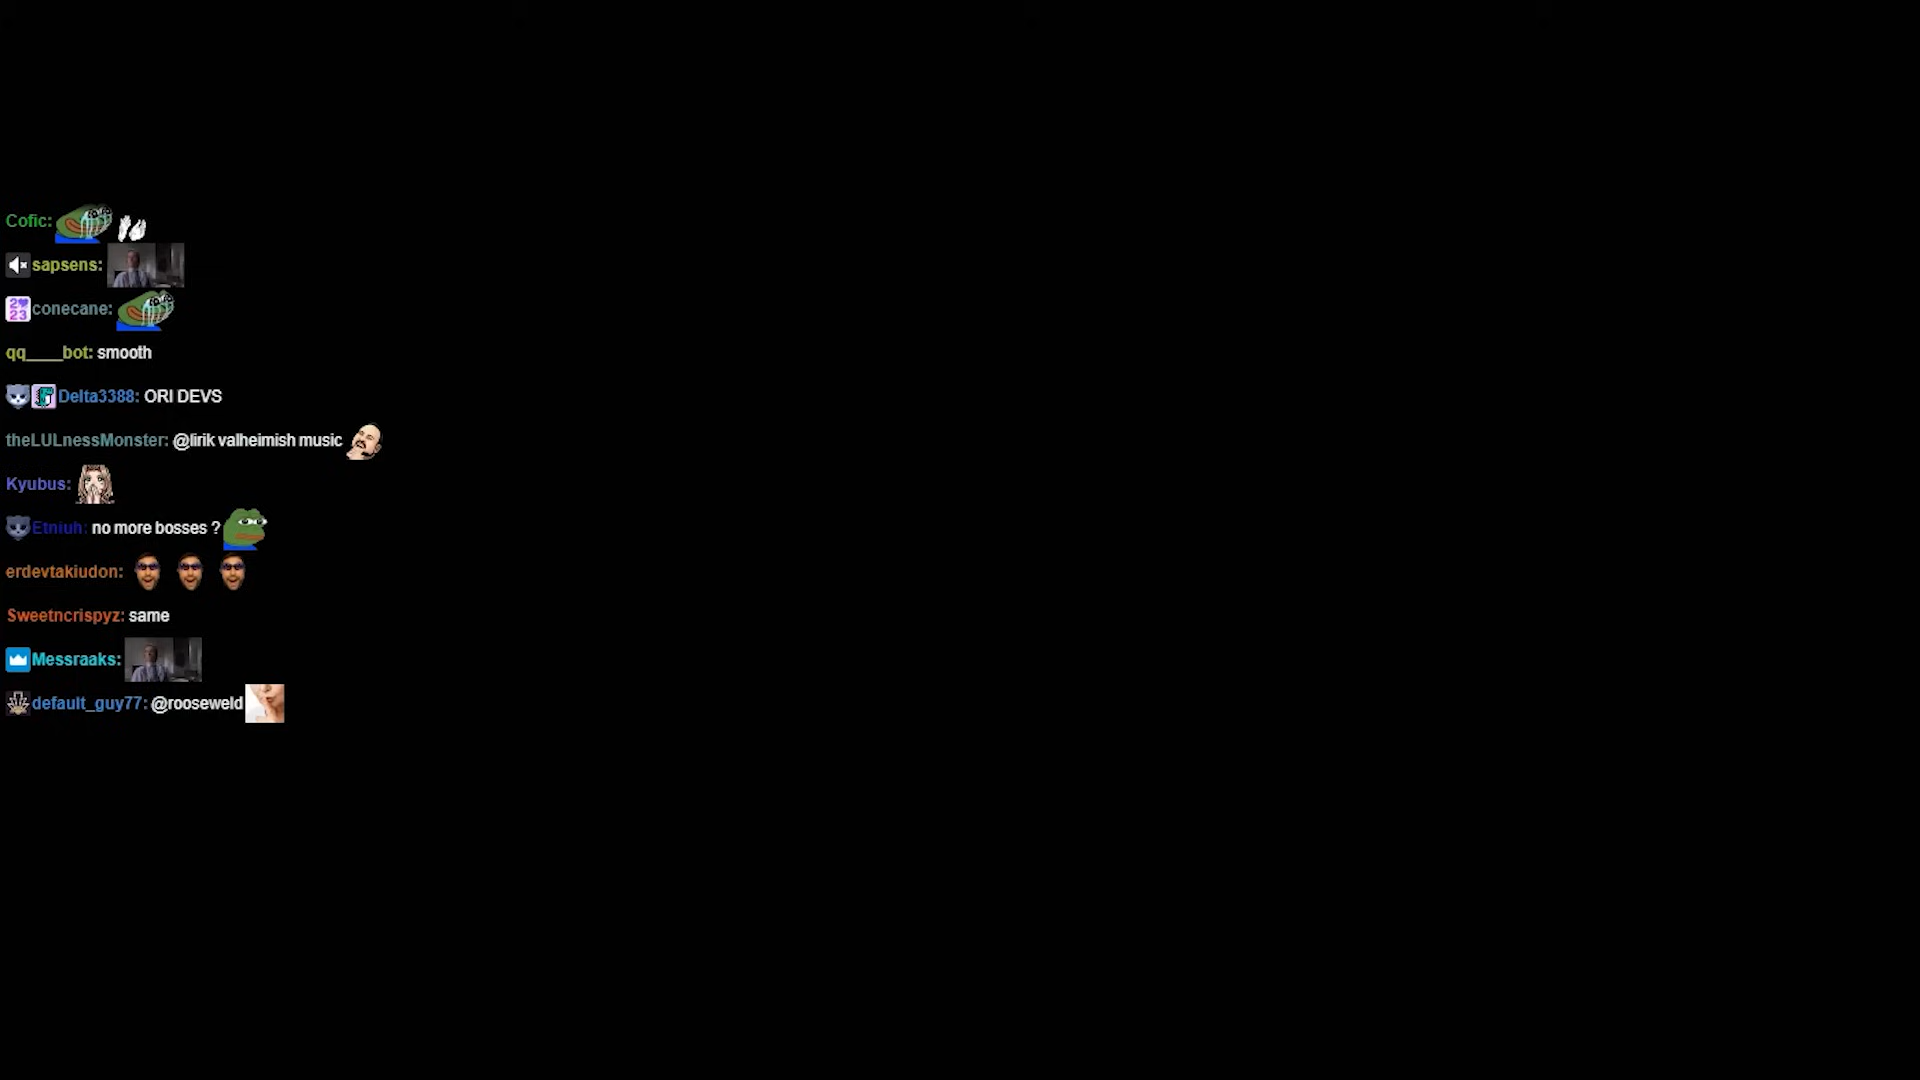 Cofic:
sapsens:
2023 conecane:
qq____bot: smooth
Delta3388: ORI DEVS
theLULnessMonster: @lirik valheimish music
Kyubus:
Etniuh: no more bosses ?
erdevtakiudon:
Sweetncrispyz: same
Messraaks:
default_guy77: @rooseweld